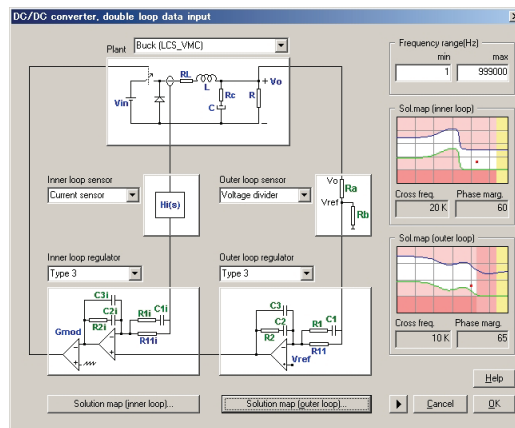 DC/DC converter, double loop data input
Plant
Buck (LCS_VMC)
RL
L
+ Vo
Rc
R
C
Vin
-
Frequency range(Hz)
min max
1 999000
Sol.map (inner loop)
Cross freq. Phase marg.
20 K 60
Inner loop sensor
Current sensor
Hi(s)
Outer loop sensor
Voltage divider
Vo
Ra
Vref
Rb
Sol.map (outer loop)
Cross freq. Phase marg.
10 K 65
Inner loop regulator
Type 3
C3i
C2i
R2i
R1i
C1i
R11i
Gmod
Outer loop regulator
Type 3
C3
C2
R2
R1
C1
R11
Vref
Help
Solution map (inner loop)...
Solution map (outer loop)...
Cancel
OK